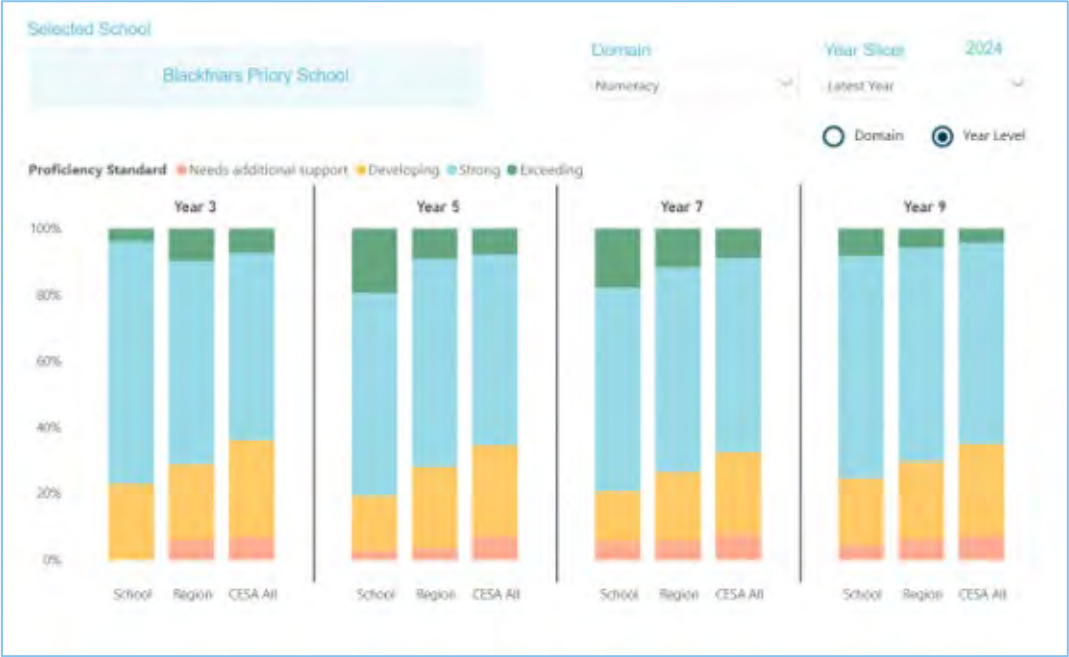 Selected School
Blackfriars Priory School
Domain
Numeracy
Year Slicer 2024
Latest Year
Domain Year Level
Proficiency Standard Needs additional support Developing Strong Exceeding
Year 3 Year 5 Year 7 Year 9
100%
80%
60%
40%
20%
0%
School Region CESA All School Region CESA All School Region CESA All School Region CESA All